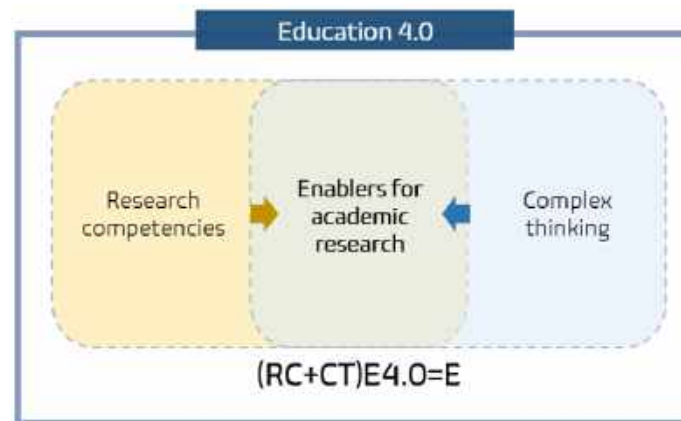 Education 4.0
Research
competencies
Enablers for
academic
research
Complex
thinking
(RC+CT)E4.0=E